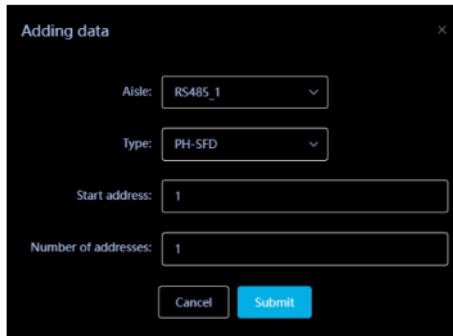 Adding data
Aisle: RS485_1
Type: PH-SFD
Start address: 1
Number of addresses: 1
Cancel Submit